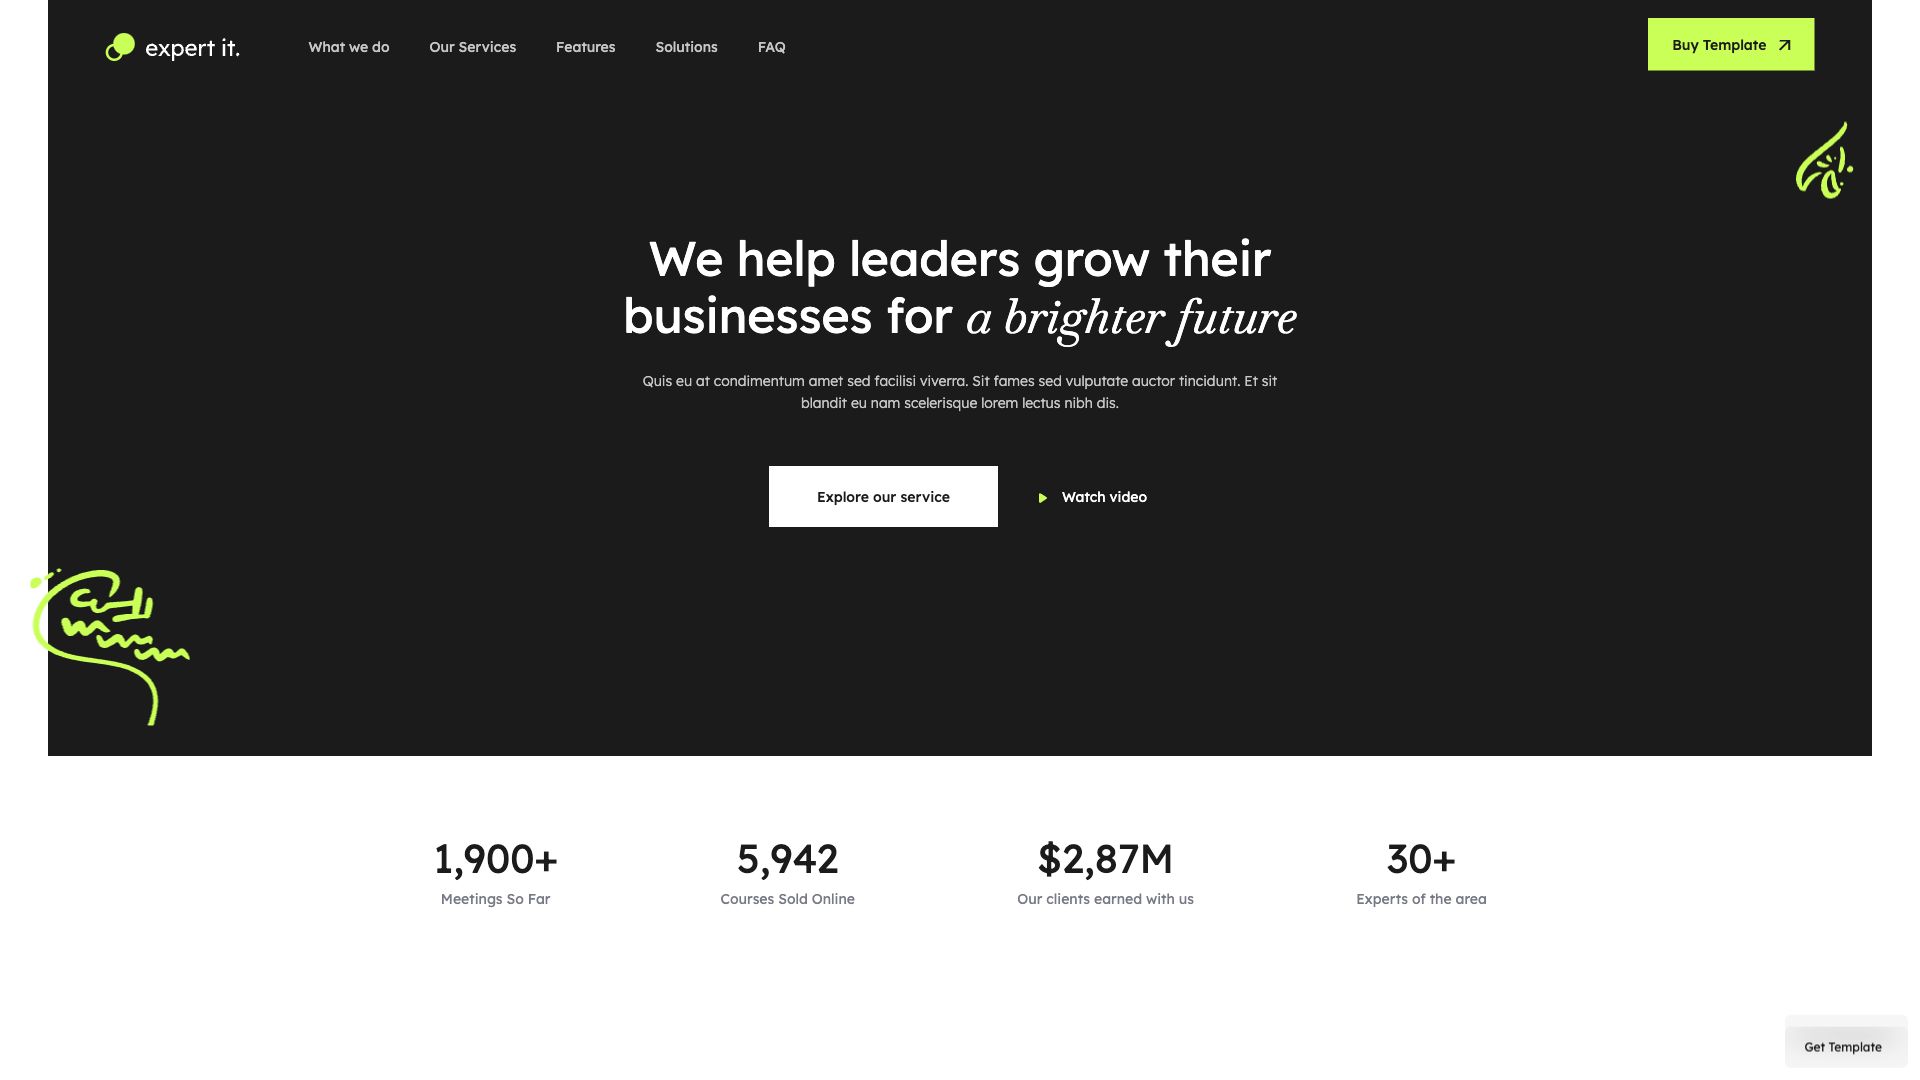 expert it.
What we do
Our Services
Features
Solutions
FAQ
Buy Template
We help leaders grow their
businesses for a brighter future
Quis eu at condimentum amet sed facilisi viverra. Sit fames sed vulputate auctor tincidunt. Et sit
blandit eu nam scelerisque lorem lectus nibh dis.
Explore our service
Watch video
1,900+
Meetings So Far
5,942
Courses Sold Online
$2,87M
Our clients earned with us
30+
Experts of the area
Get Template